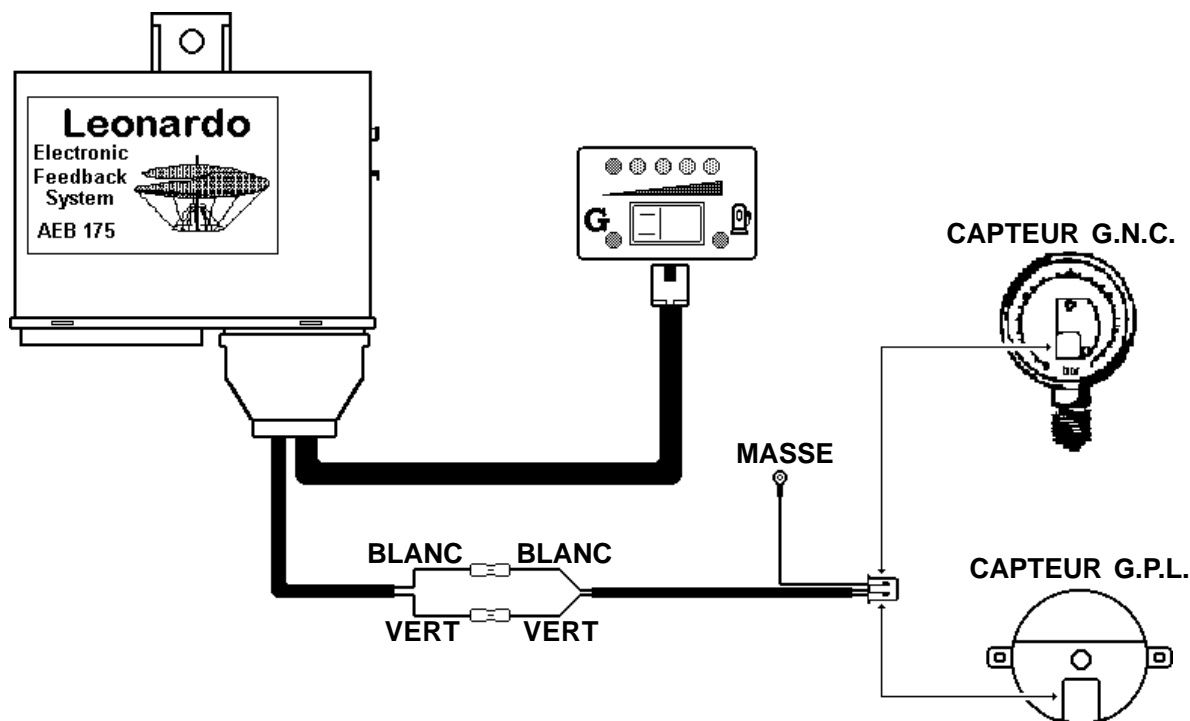 Leonardo
Electronic
Feedback
System
AEB 175
G
CAPTEUR G.N.C.
bar
MASSE
BLANC BLANC
VERT VERT
CAPTEUR G.P.L.